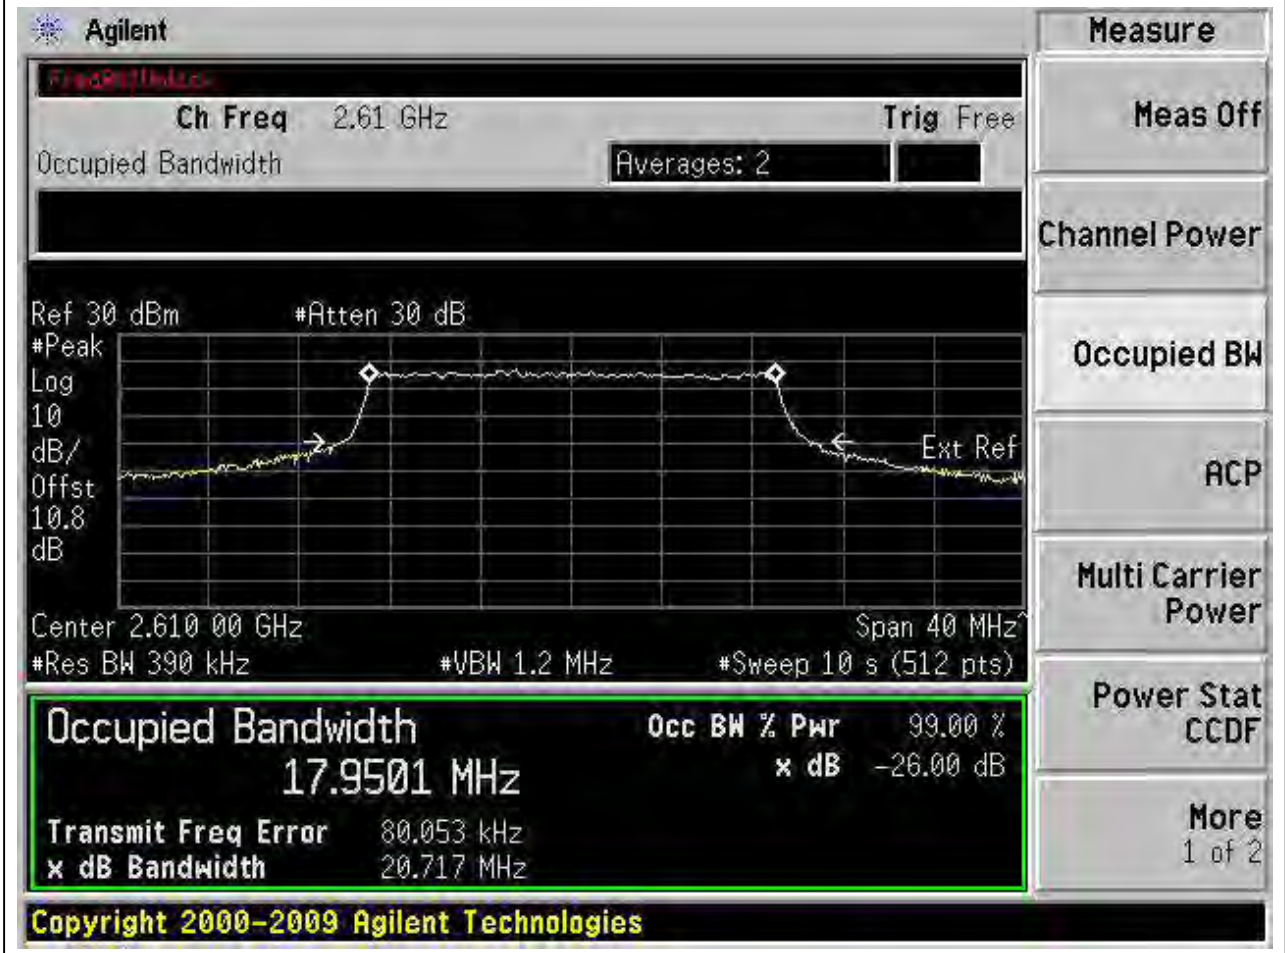 Agilent
Measure
Ch Freq 2.61 GHz Trig Free
Meas Off
Occupied Bandwidth Averages: 2
Channel Power
Ref 30 dBm #Atten 30 dB
#Peak
Log
10
dB/
Offst
10.8
dB
Ext Ref
Occupied BW
ACP
Center 2.610 00 GHz Span 40 MHz^
#Res BW 390 kHz #VBW 1.2 MHz #Sweep 10 s (512 pts)
Multi Carrier
Power
Occupied Bandwidth
17.9501 MHz
Occ BW % Pwr 99.00 %
x dB -26.00 dB
Power Stat
CCDF
Transmit Freq Error 80.053 kHz
x dB Bandwidth 20.717 MHz
More
1 of 2
Copyright 2000-2009 Agilent Technologies